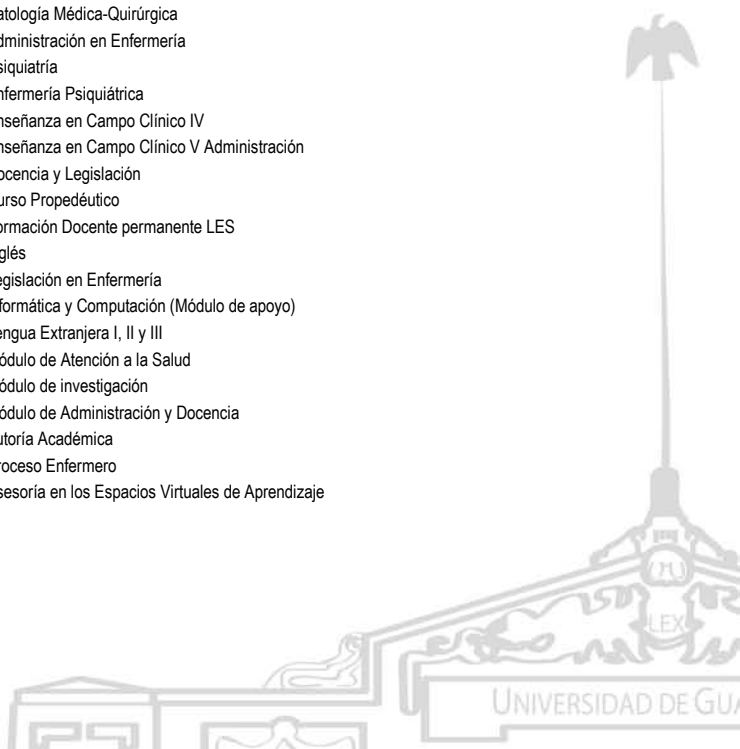 atología Médica-Quirúrgica
dministración en Enfermería
siquiatría
nfermería Psiquiátrica
nseñanza en Campo Clínico IV
nseñanza en Campo Clínico V Administración
ocencia y Legislación
urso Propedéutico
ormación Docente permanente LES
glés
egislación en Enfermería
formática y Computación (Módulo de apoyo)
engua Extranjera I, II y III
ódulo de Atención a la Salud
ódulo de investigación
ódulo de Administración y Docencia
utoría Académica
roceso Enfermero
sesoría en los Espacios Virtuales de Aprendizaje
LEX
UNIVERSIDAD DE GUA